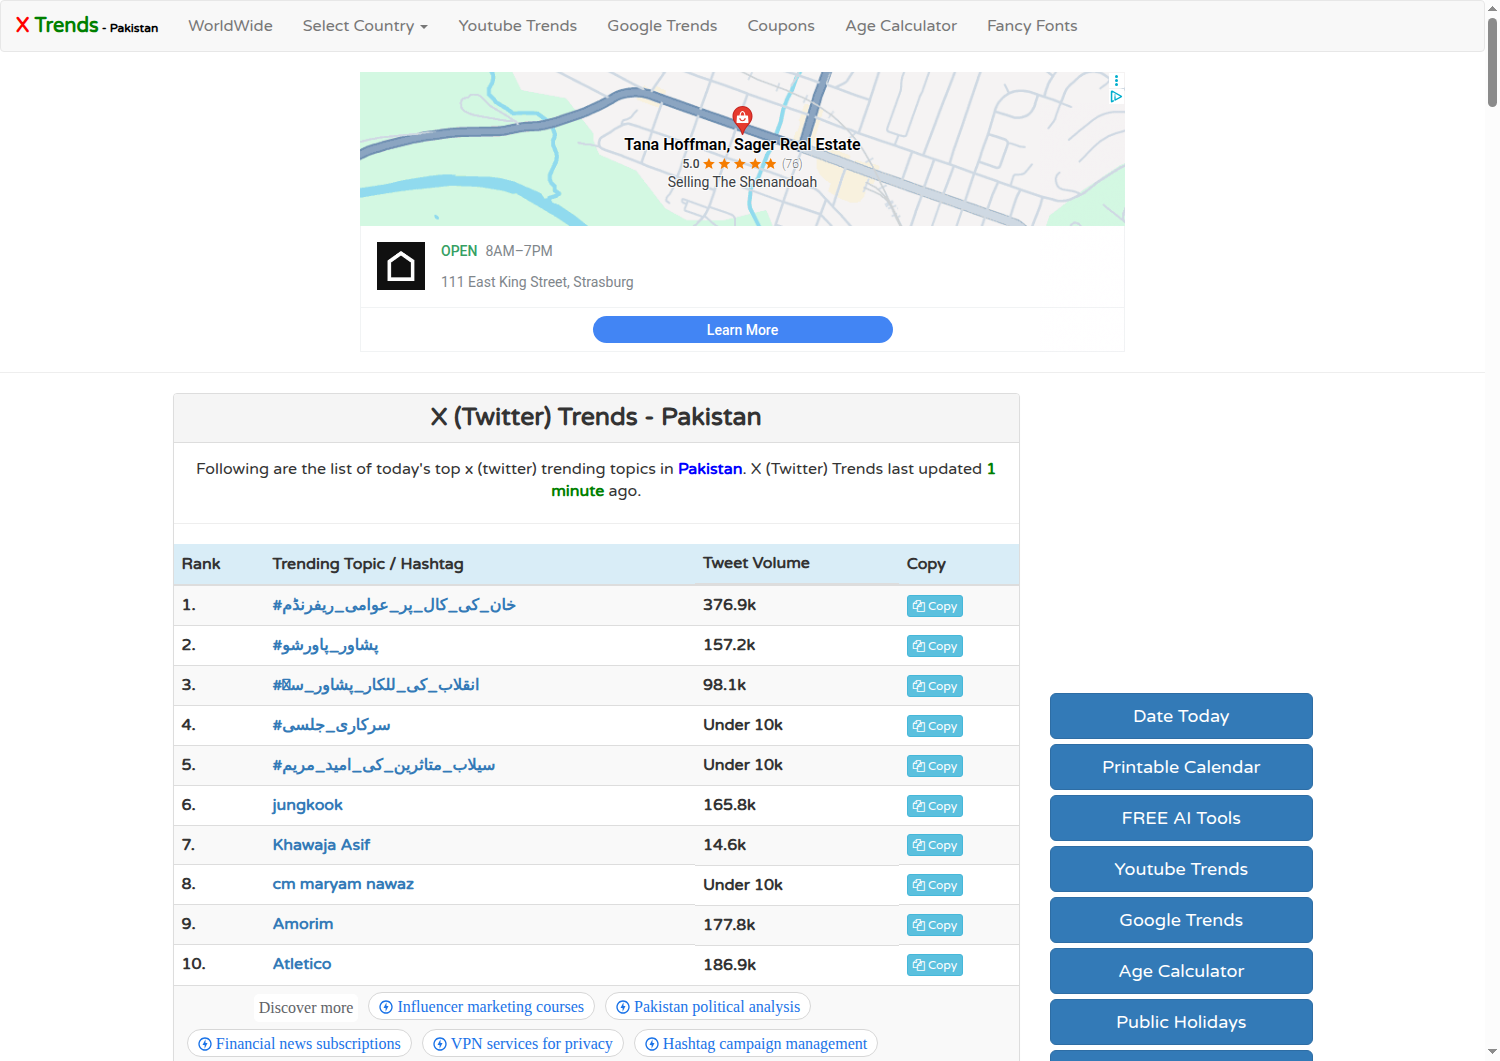 X Trends - Pakistan
WorldWide
Select Country
Youtube Trends
Google Trends
Coupons
Age Calculator
Fancy Fonts
Tana Hoffman, Sager Real Estate
5.0 ★★★★★ (76)
Selling The Shenandoah
OPEN 8AM–7PM
111 East King Street, Strasburg
Learn More
X (Twitter) Trends - Pakistan
Following are the list of today's top x (twitter) trending topics in Pakistan. X (Twitter) Trends last updated 1
minute ago.
Rank Trending Topic / Hashtag Tweet Volume Copy
1. #خان_کی_کال_پر_عوامی_ریفرنڈم 376.9k Copy
2. #پشاور_پاورشو 157.2k Copy
3. #انقلاب_کی_للکار_پشاور_س 98.1k Copy
4. #سرکاری_جلسی Under 10k Copy
5. #سیلاب_متاثرین_کی_امید_مریم Under 10k Copy
6. jungkook 165.8k Copy
7. Khawaja Asif 14.6k Copy
8. cm maryam nawaz Under 10k Copy
9. Amorim 177.8k Copy
10. Atletico 186.9k Copy
Discover more
Influencer marketing courses
Pakistan political analysis
Financial news subscriptions
VPN services for privacy
Hashtag campaign management
Date Today
Printable Calendar
FREE AI Tools
Youtube Trends
Google Trends
Age Calculator
Public Holidays